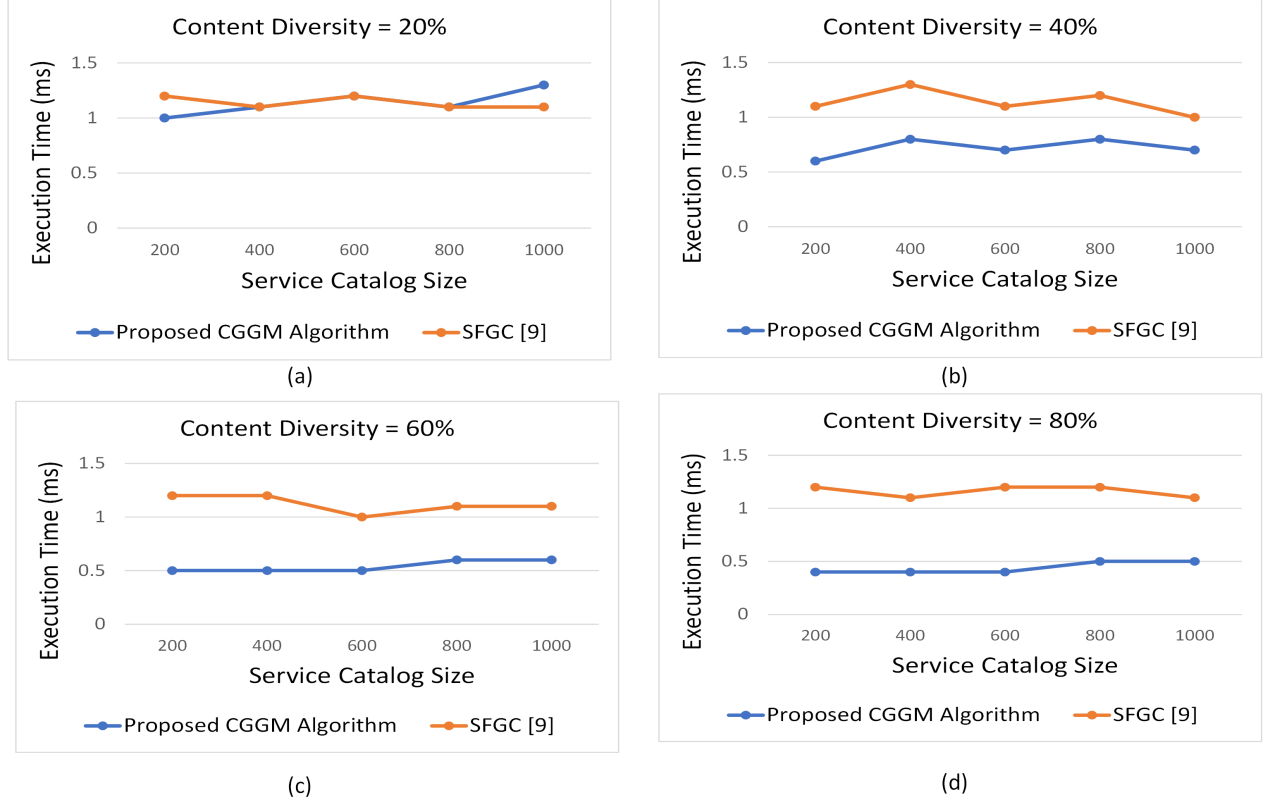 Content Diversity = 20%
Execution Time (ms)
1.5
1
0.5
0
200 400 600 800 1000
Service Catalog Size
Proposed CGGM Algorithm SFGC [9]
(a)
Content Diversity = 40%
Execution Time (ms)
1.5
1
0.5
0
200 400 600 800 1000
Service Catalog Size
Proposed CGGM Algorithm SFGC [9]
(b)
Content Diversity = 60%
Execution Time (ms)
1.5
1
0.5
0
200 400 600 800 1000
Service Catalog Size
Proposed CGGM Algorithm SFGC [9]
(c)
Content Diversity = 80%
Execution Time (ms)
1.5
1
0.5
0
200 400 600 800 1000
Service Catalog Size
Proposed CGGM Algorithm SFGC [9]
(d)